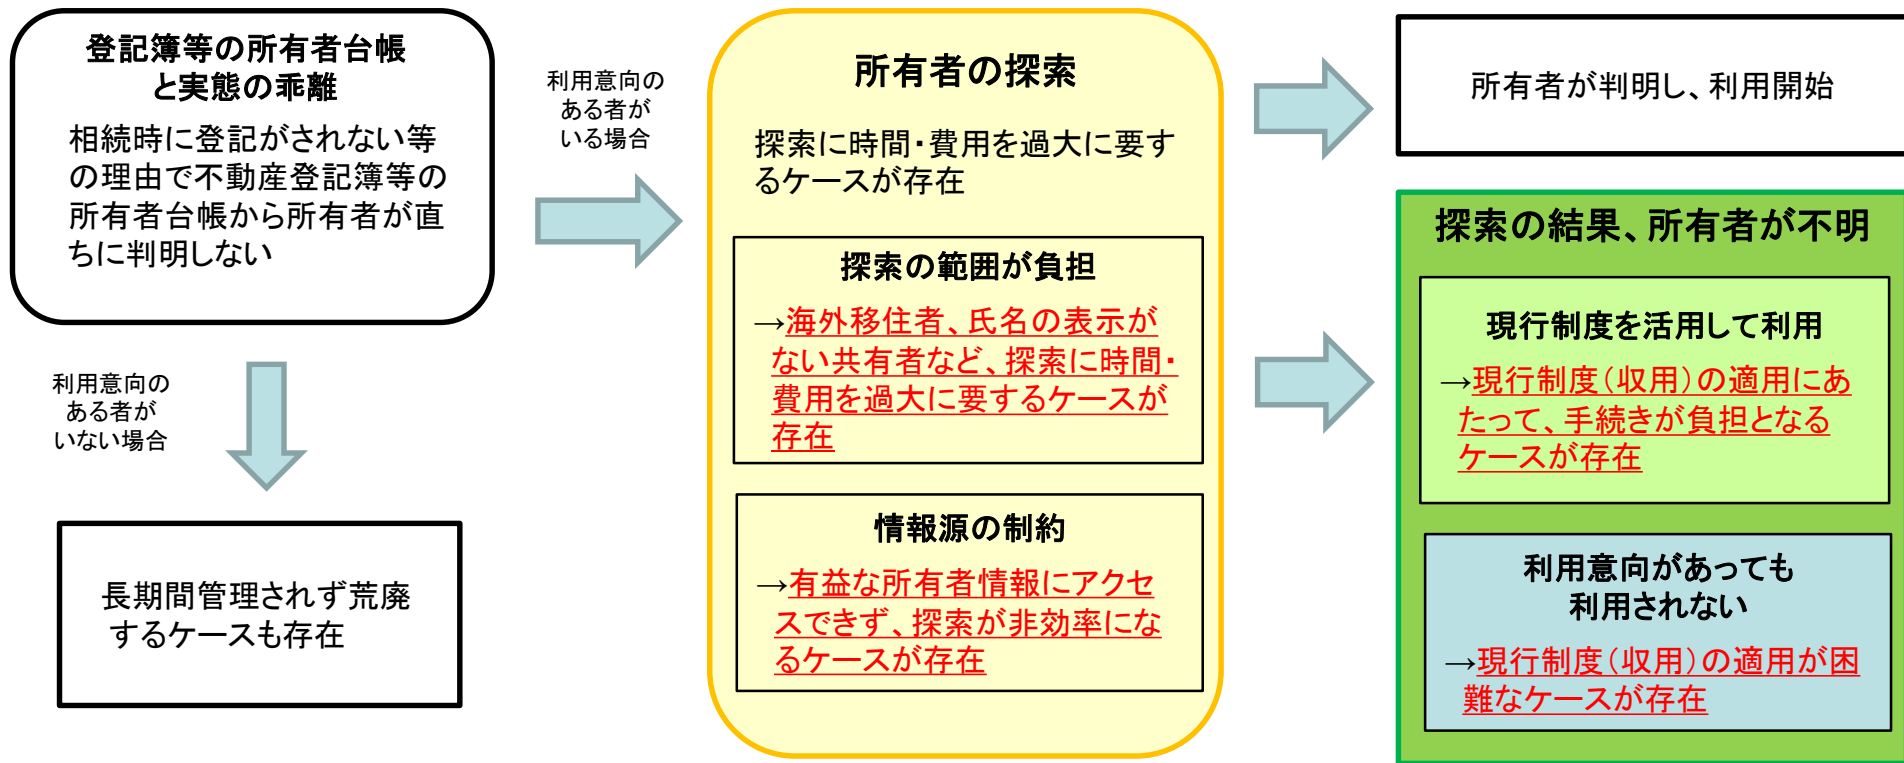 登記簿等の所有者台帳
と実態の乖離
相続時に登記がされない等
の理由で不動産登記簿等の
所有者台帳から所有者が直
ちに判明しない
利用意向の
ある者が
いない場合
長期間管理されず荒廃
するケースも存在
利用意向の
ある者が
いる場合
所有者の探索
探索に時間・費用を過大に要す
るケースが存在
探索の範囲が負担
→海外移住者、氏名の表示が
ない共有者など、探索に時間・
費用を過大に要するケースが
存在
情報源の制約
→有益な所有者情報にアクセ
スできず、探索が非効率にな
るケースが存在
所有者が判明し、利用開始
探索の結果、所有者が不明
現行制度を活用して利用
→現行制度(収用)の適用にあ
たって、手続きが負担となる
ケースが存在
利用意向があっても
利用されない
→現行制度(収用)の適用が困
難なケースが存在